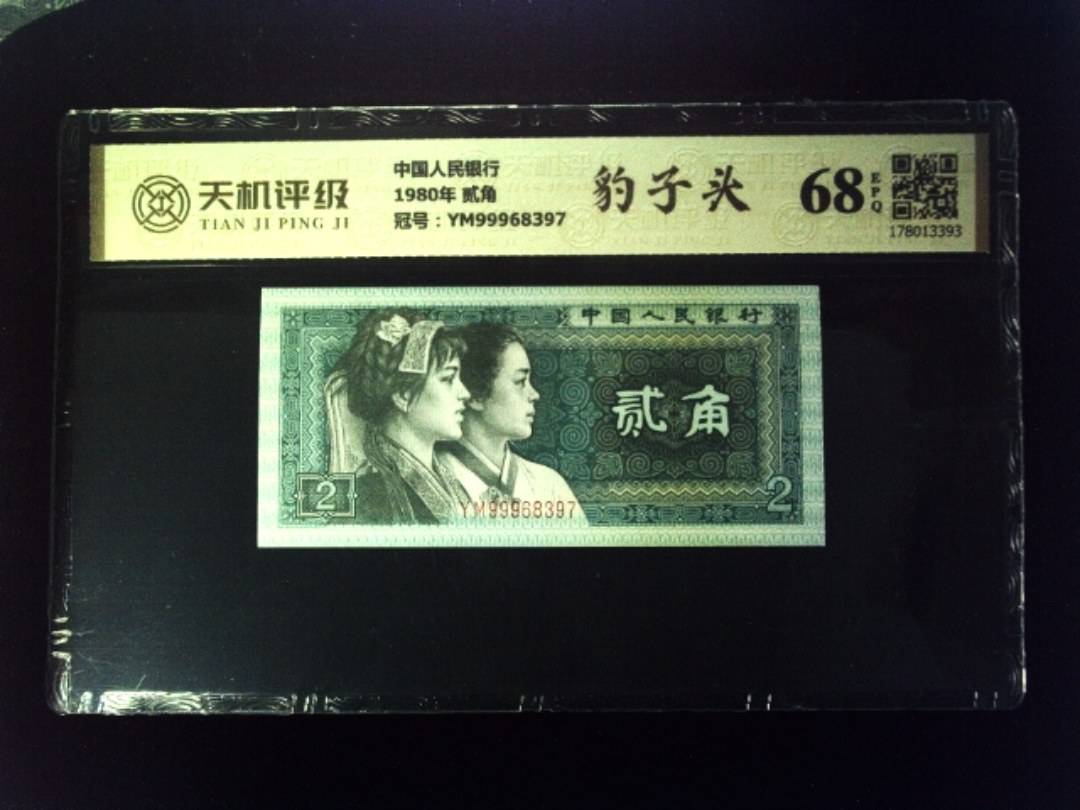 天机评级
TIAN JI PING JI
中国人民银行
1980年 贰角
冠号：YM99968397
豹子头
68
EPQ
178013393
中国人民银行
贰角
2
YM99968397
2